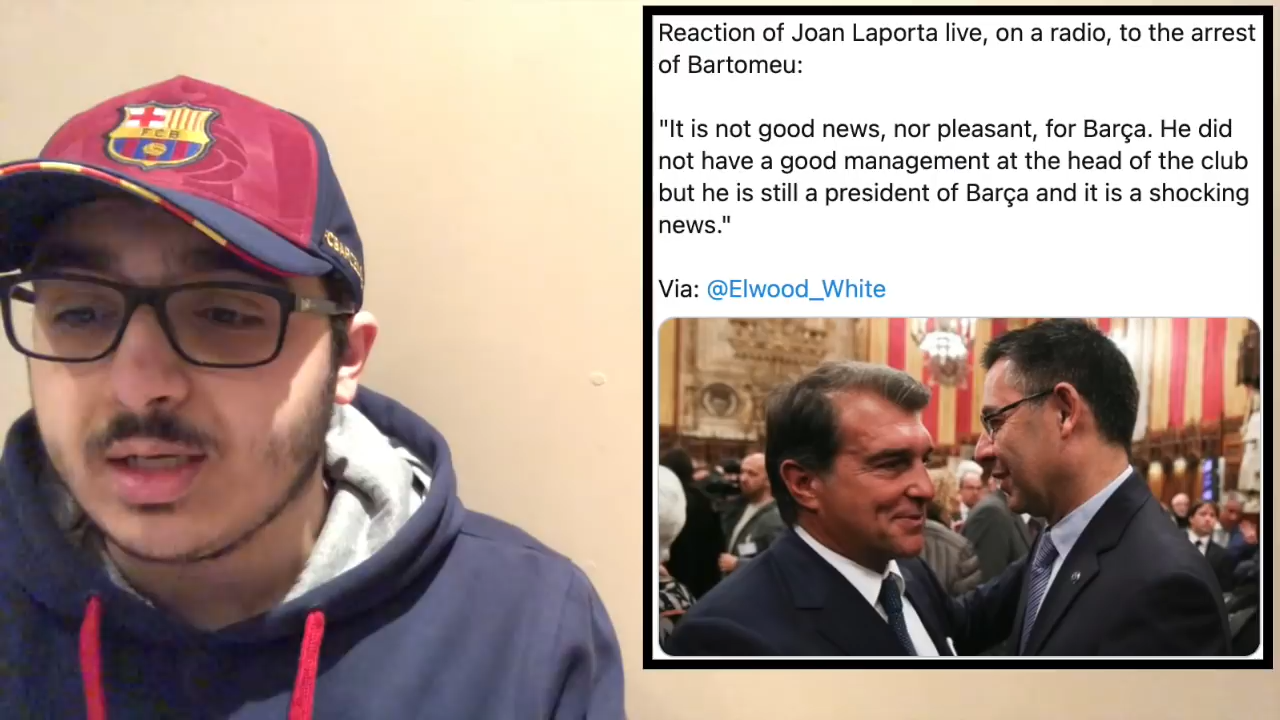 FCB
FCBARCEL
Reaction of Joan Laporta live, on a radio, to the arrest
of Bartomeu:
"It is not good news, nor pleasant, for Barça. He did
not have a good management at the head of the club
but he is still a president of Barça and it is a shocking
news."
Via: @Elwood_White